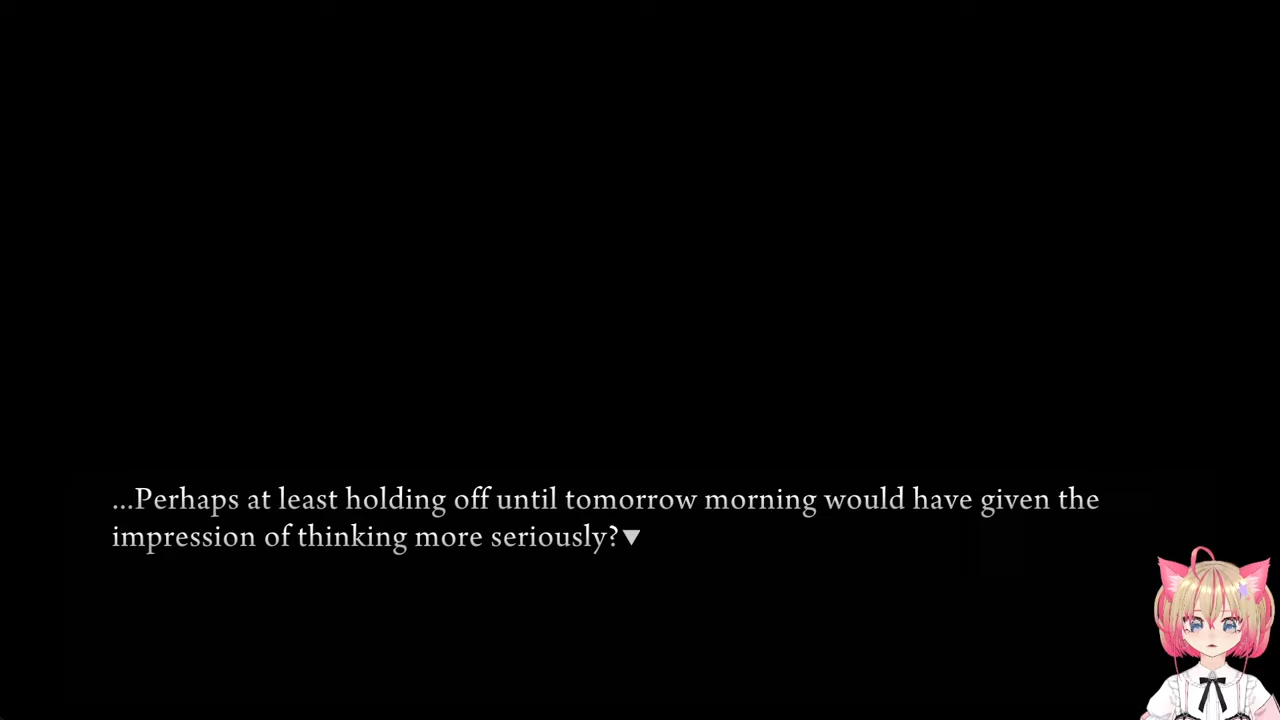 ...Perhaps at least holding off until tomorrow morning would have given the
impression of thinking more seriously?▼